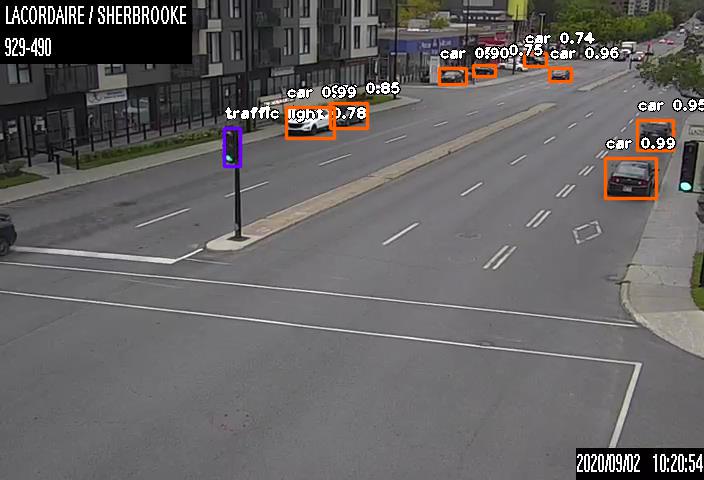 LACORDAIRE / SHERBROOKE
929-490
car 0.74
car 0.90
0.75
car 0.96
car 0.99
0.85
traffic light 0.78
car 0.95
car 0.99
2020/09/02 10:20:54